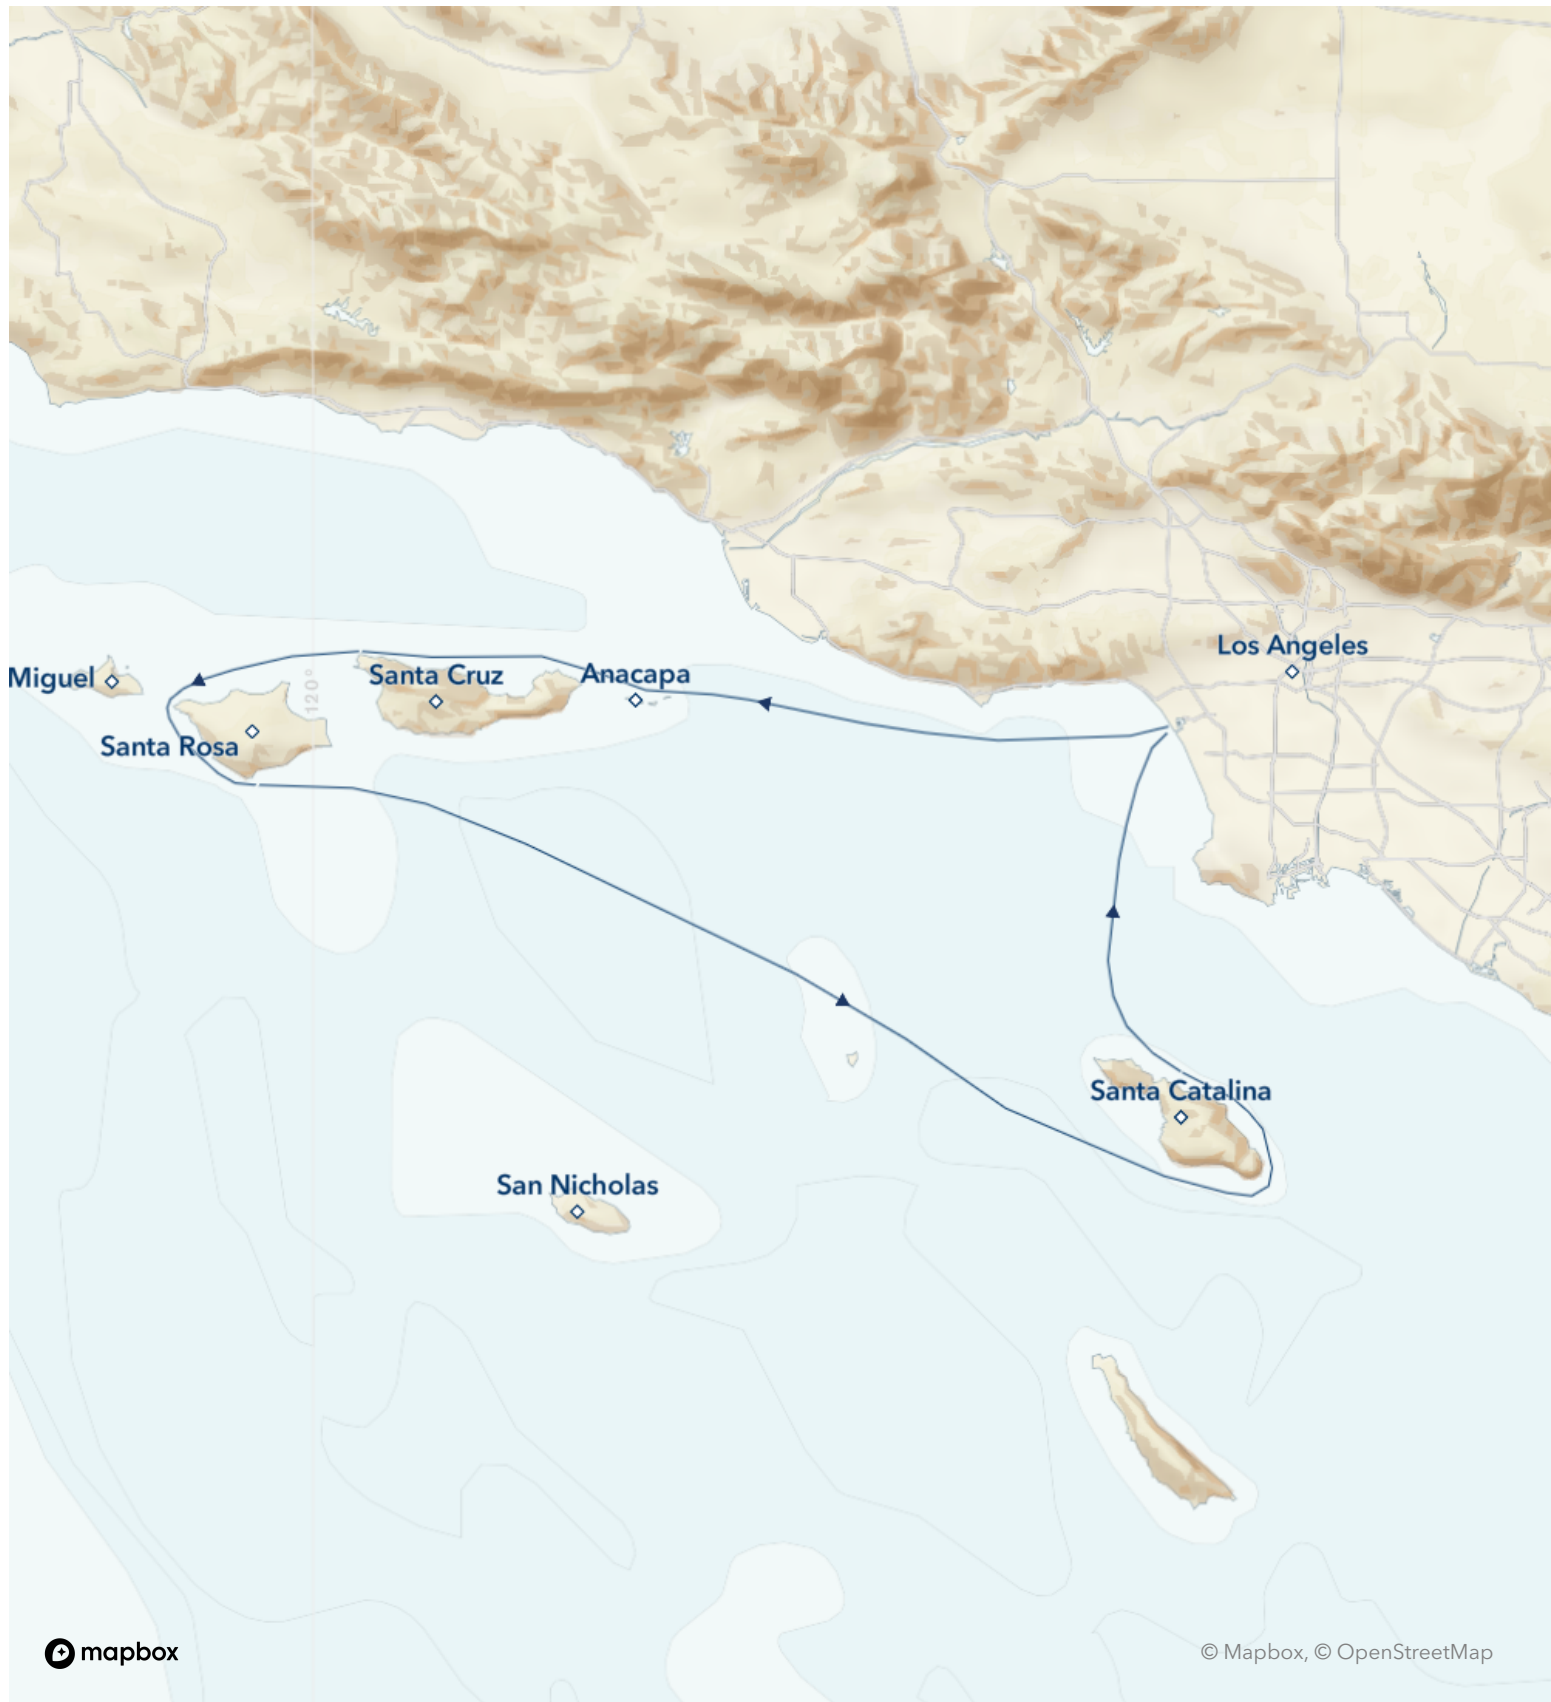 Los Angeles
Miguel
Santa Cruz
Anacapa
120°
Santa Rosa
Santa Catalina
San Nicholas
mapbox
© Mapbox, © OpenStreetMap